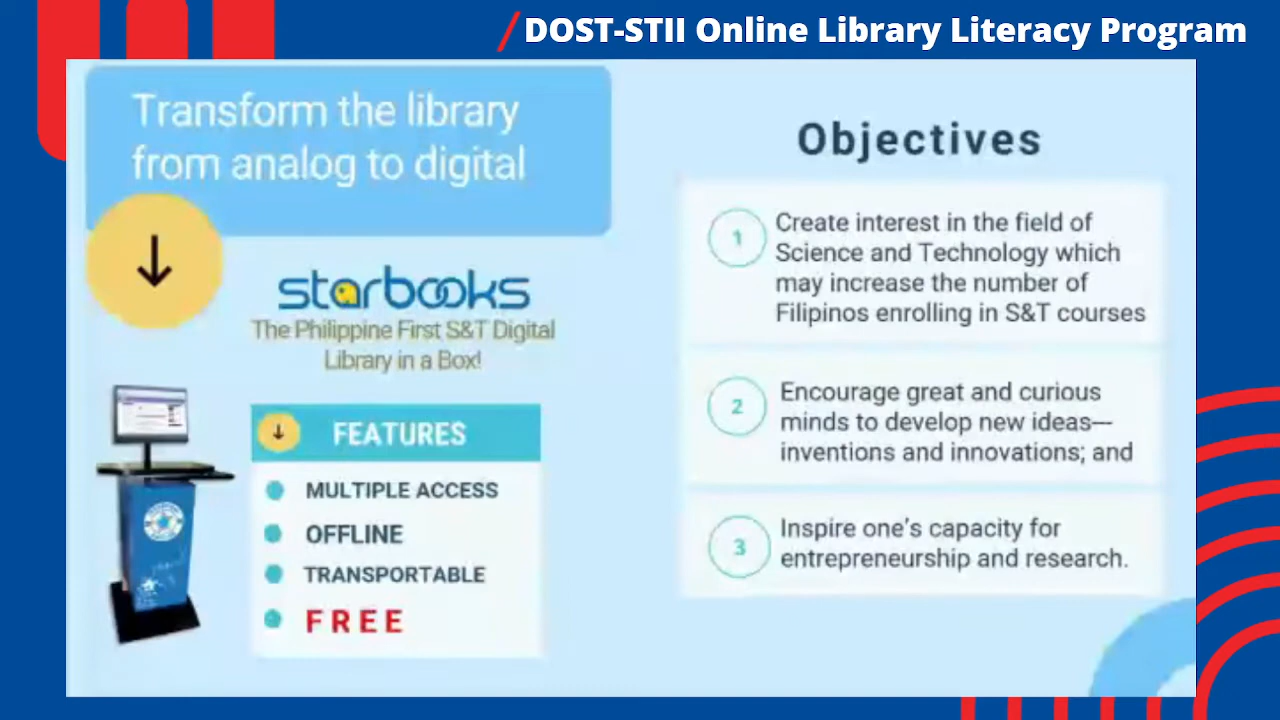 /DOST-STII Online Library Literacy Program
Transform the library
from analog to digital
starbooks
The Philippine First S&T Digital
Library in a Box!
FEATURES
MULTIPLE ACCESS
OFFLINE
TRANSPORTABLE
FREE
Objectives
1
Create interest in the field of
Science and Technology which
may increase the number of
Filipinos enrolling in S&T courses
2
Encourage great and curious
minds to develop new ideas—
inventions and innovations; and
3
Inspire one's capacity for
entrepreneurship and research.